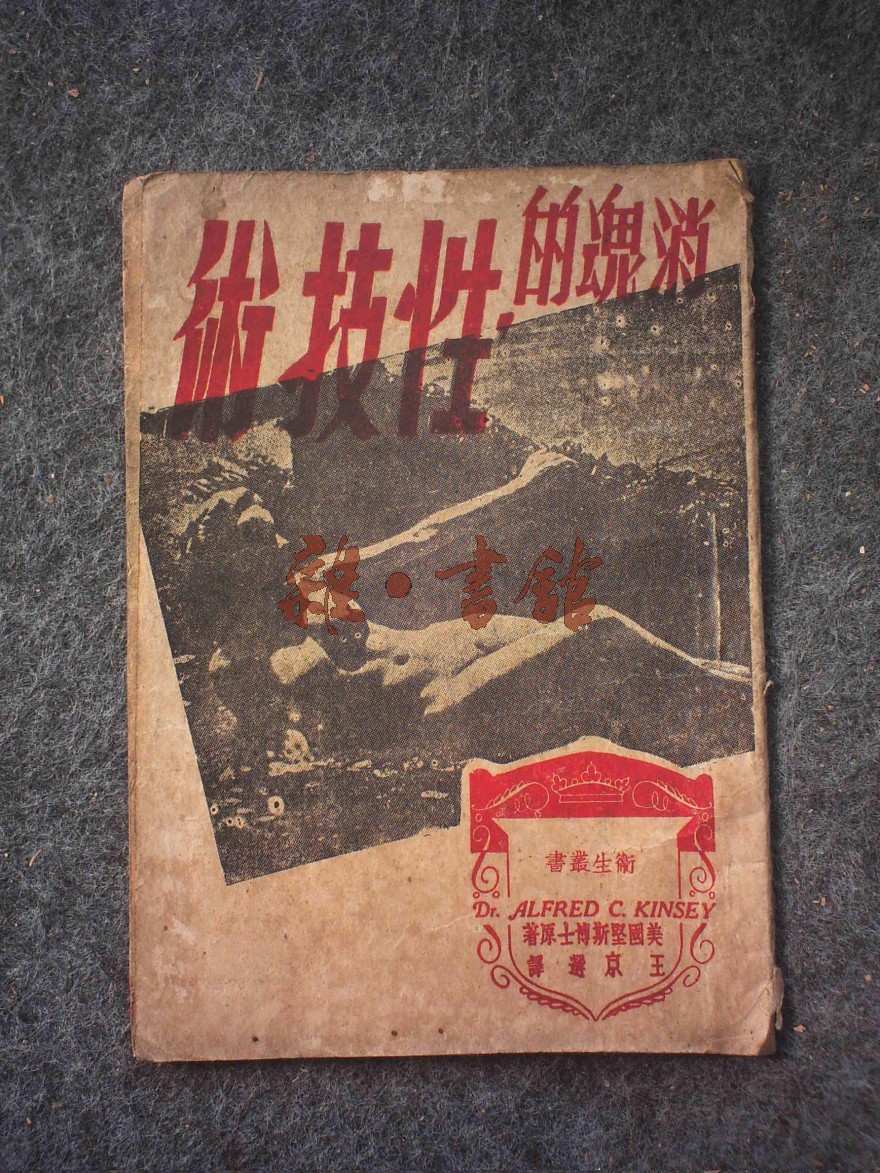 消魂的
性技術
雜·書館
衞生叢書
Dr. ALFRED C. KINSEY
美國堅斯博士原著
王京選譯